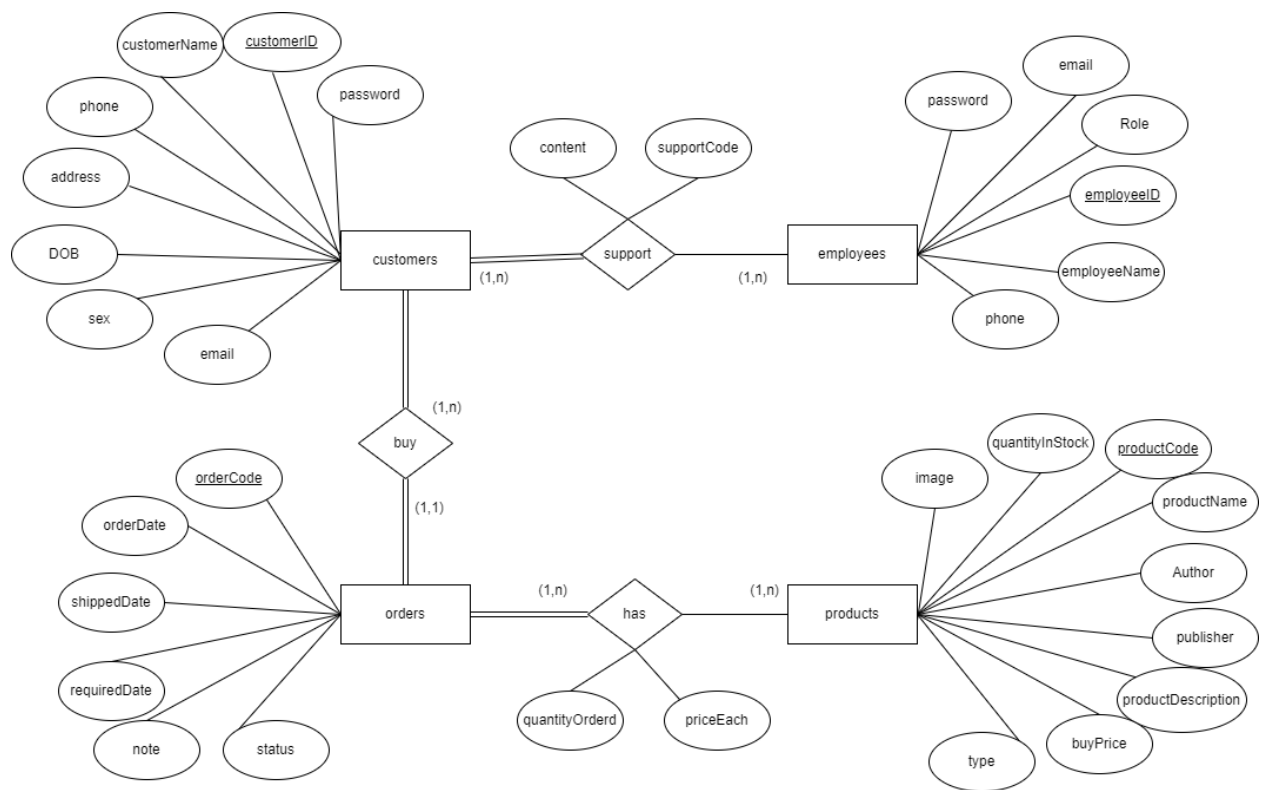 customerName
customerID
password
phone
address
DOB
sex
email
customers
(1,n)
content
supportCode
support
(1,n)
employees
password
email
Role
employeeID
employeeName
phone
(1,n)
buy
(1,1)
orderCode
orderDate
shippedDate
requiredDate
note
status
orders
(1,n)
has
quantityOrderd
priceEach
(1,n)
products
image
quantityInStock
productCode
productName
Author
publisher
productDescription
buyPrice
type